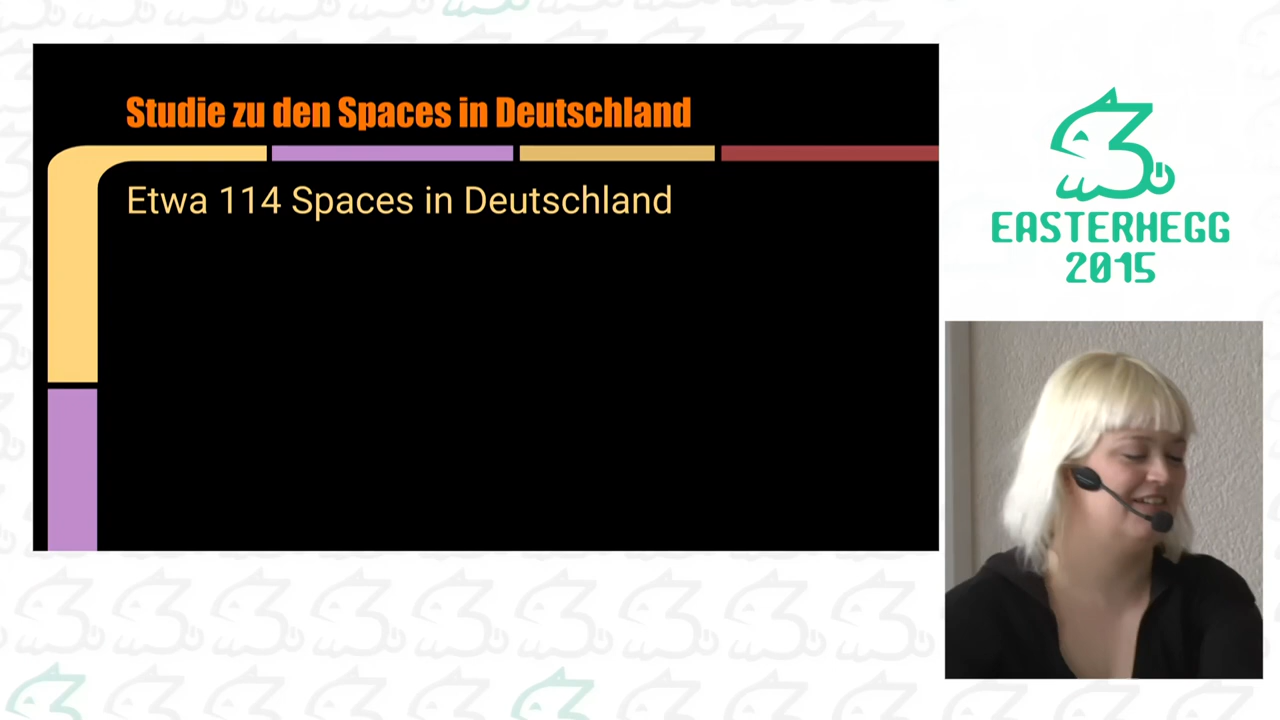 Studie zu den Spaces in Deutschland
Etwa 114 Spaces in Deutschland
EASTERHEGG
2015